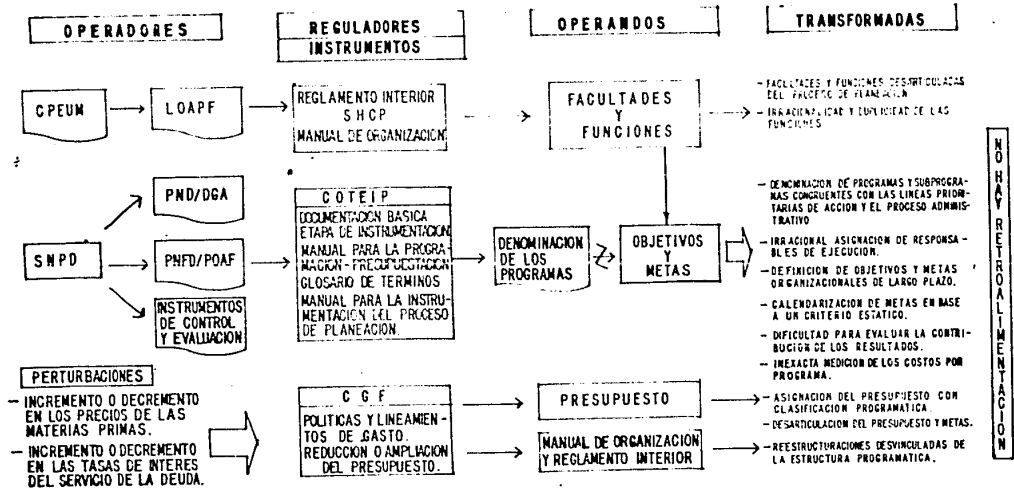 OPERADORES
REGULADORES
INSTRUMENTOS
OPERANDOS
TRANSFORMADAS
CPEUM
LOAPF
REGLAMENTO INTERIOR
SHCP
MANUAL DE ORGANIZACION
FACULTADES
Y
FUNCIONES
- FACULTADES Y FUNCIONES DESARTICULADAS
DEL PROCESO DE PLANEACION
- IRRACIONALIDAD Y DUPLICIDAD DE LAS
FUNCIONES
SNPD
PND/DGA
PNFD/POAF
INSTRUMENTOS
DE CONTROL
Y EVALUACION
COTEIP
DOCUMENTACION BASICA
ETAPA DE INSTRUMENTACION
MANUAL PARA LA PROGRA-
MACION-PRESUPUESTACION
GLOSARIO DE TERMINOS
MANUAL PARA LA INSTRU-
MENTACION DEL PROCESO
DE PLANEACION.
DENOMINACION
DE LOS
PROGRAMAS
OBJETIVOS
Y
METAS
- DENOMINACION DE PROGRAMAS Y SUBPROGRA-
MAS CONGRUENTES CON LAS LINEAS PRIORI-
TARIAS DE ACCION Y EL PROCESO ADMINIS-
TRATIVO
- IRRACIONAL ASIGNACION DE RESPONSA-
BLES DE EJECUCION.
- DEFINICION DE OBJETIVOS Y METAS
ORGANIZACIONALES DE LARGO PLAZO.
- CALENDARIZACION DE METAS EN BASE
A UN CRITERIO ESTATICO.
- DIFICULTAD PARA EVALUAR LA CONTRI-
BUCION DE LOS RESULTADOS.
- INEXACTA MEDICION DE LOS COSTOS POR
PROGRAMA.
PERTURBACIONES
- INCREMENTO O DECREMENTO
EN LOS PRECIOS DE LAS
MATERIAS PRIMAS.
- INCREMENTO O DECREMENTO
EN LAS TASAS DE INTERES
DEL SERVICIO DE LA DEUDA.
CGF
POLITICAS Y LINEAMIEN-
TOS DE GASTO.
REDUCCION O AMPLIACION
DEL PRESUPUESTO.
PRESUPUESTO
MANUAL DE ORGANIZACION
Y REGLAMENTO INTERIOR
- ASIGNACION DEL PRESUPUESTO CON
CLASIFICACION PROGRAMATICA.
- DESARTICULACION DEL PRESUPUESTO Y METAS.
- REESTRUCTURACIONES DESVINCULADAS DE
LA ESTRUCTURA PROGRAMATICA.
NO HAY RETROALIMENTACION